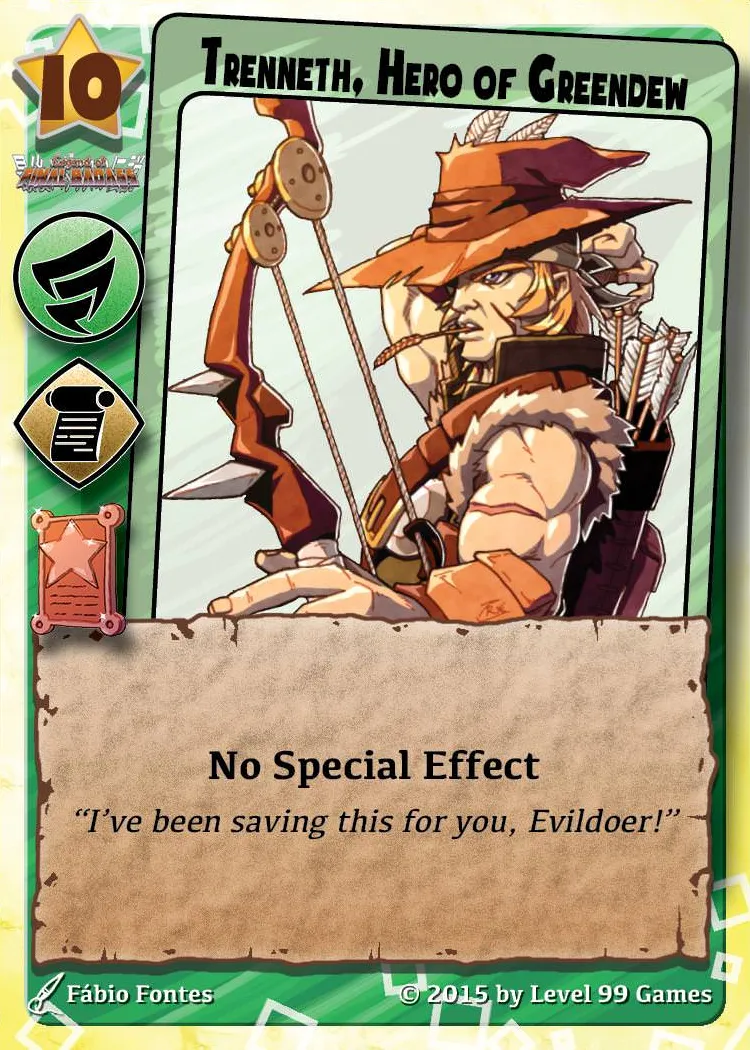 10
Trenneth, Hero of Greendew
No Special Effect
“I’ve been saving this for you, Evildoer!”
Fábio Fontes
© 2015 by Level 99 Games